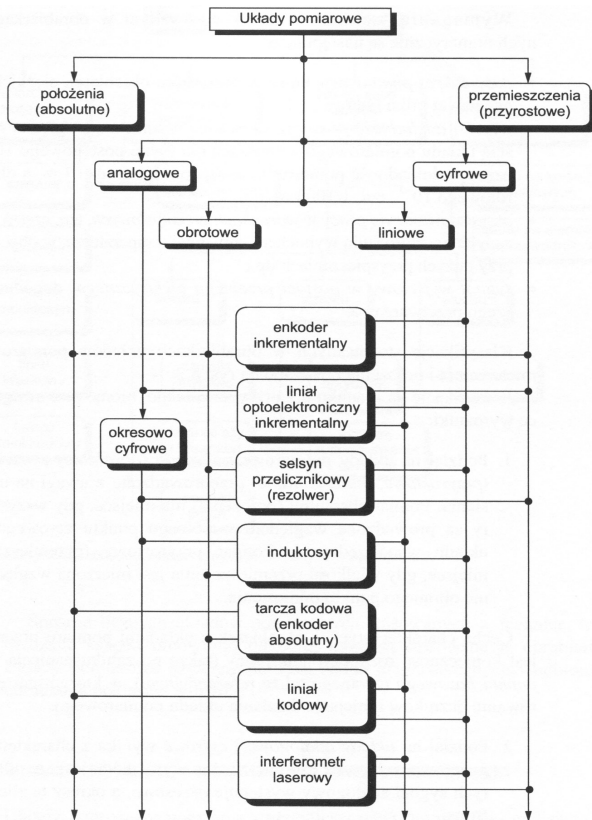 Układy pomiarowe
położenia
(absolutne)
przemieszczenia
(przyrostowe)
analogowe
cyfrowe
obrotowe
liniowe
enkoder
inkrementalny
liniał
optoelektroniczny
inkrementalny
okresowo
cyfrowe
selsyn
przelicznikowy
(rezolwer)
induktosyn
tarcza kodowa
(enkoder
absolutny)
liniał
kodowy
interferometr
laserowy